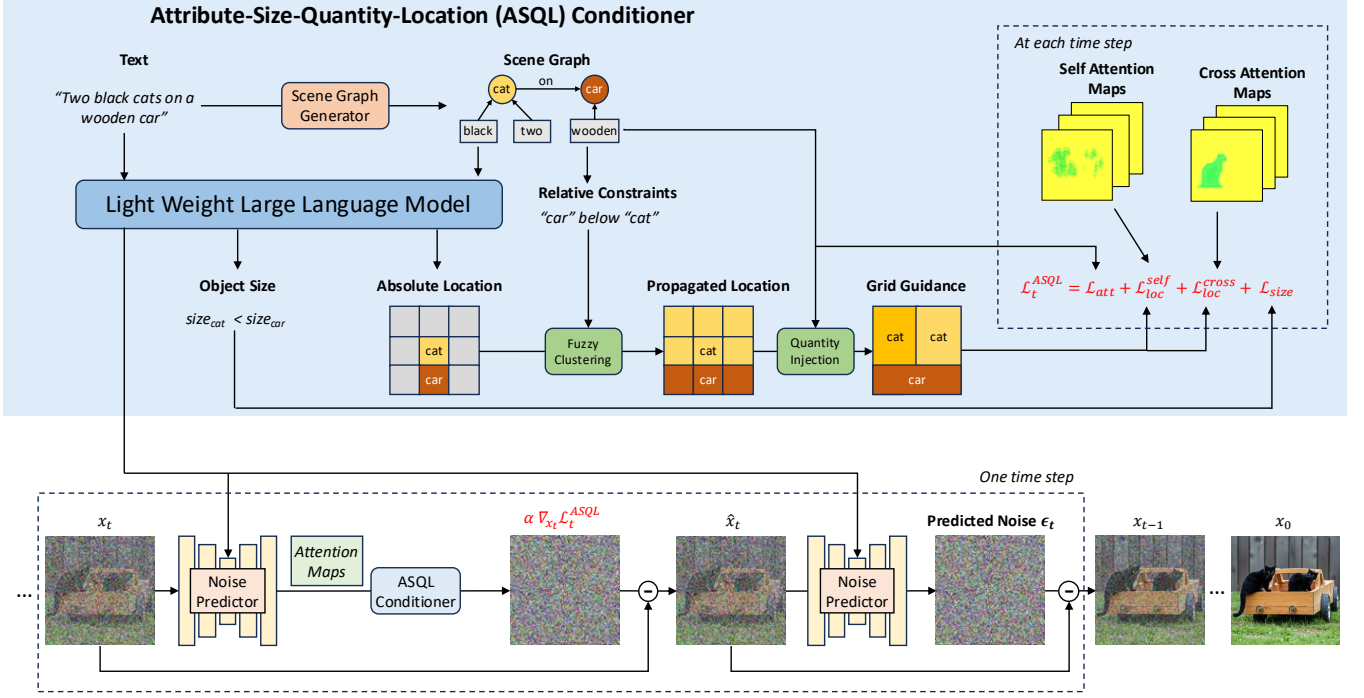 Attribute-Size-Quantity-Location (ASQL) Conditioner
Text
“Two black cats on a
wooden car”
Scene Graph
Generator
Scene Graph
cat
on
car
black
two
wooden
At each time step
Self Attention
Maps
Cross Attention
Maps
Light Weight Large Language Model
Relative Constraints
“car” below “cat”
Object Size
size_cat < size_car
Absolute Location
cat
car
Fuzzy
Clustering
Propagated Location
cat
car
Quantity
Injection
Grid Guidance
cat
cat
car
ℒ_t^ASQL = ℒ_att + ℒ_loc^self + ℒ_loc^cross + ℒ_size
One time step
x_t
Noise
Predictor
Attention
Maps
ASQL
Conditioner
α ∇_{x_t} ℒ_t^ASQL
−
x̂_t
Noise
Predictor
Predicted Noise ϵ_t
−
x_{t−1}
x_0
...
...